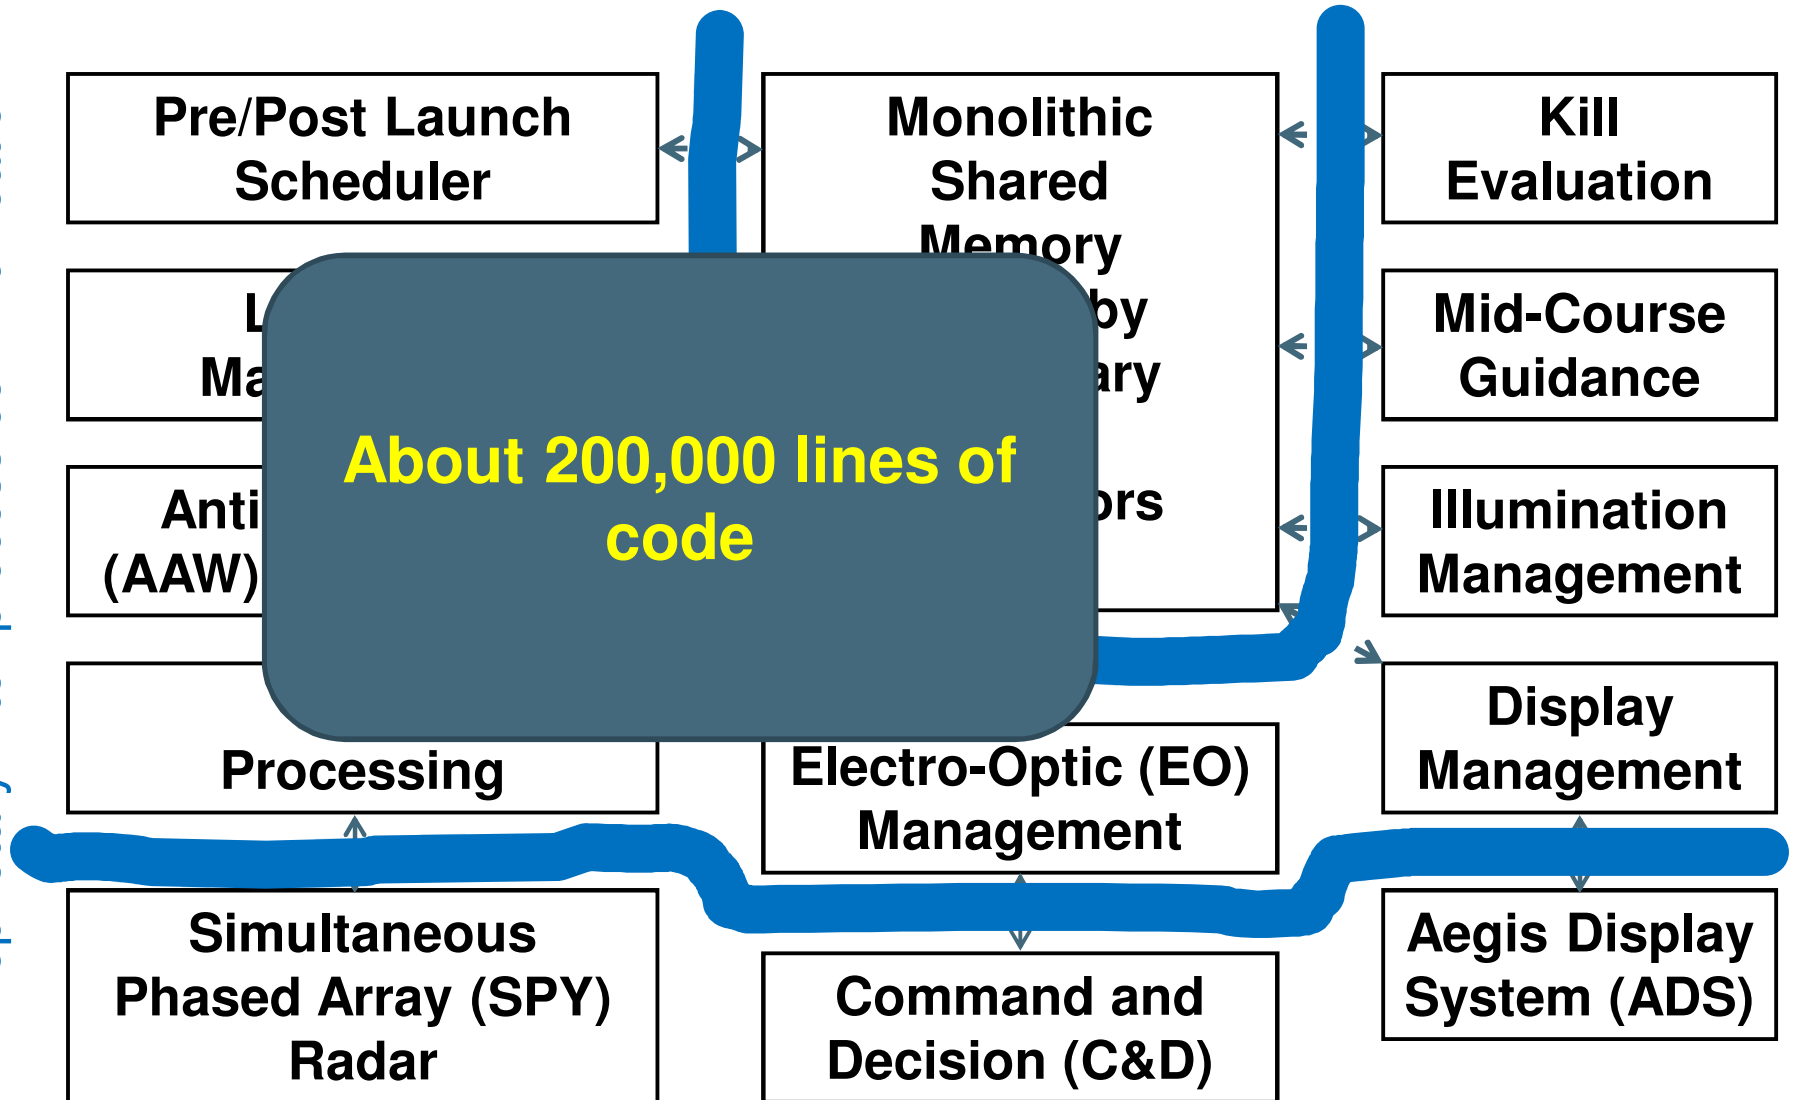 Pre/Post Launch
Scheduler
Monolithic
Shared
Memory
by
Kill
Evaluation
Mid-Course
Guidance
About 200,000 lines of
code
Anti
(AAW)
Illumination
Management
Processing
Electro-Optic (EO)
Management
Display
Management
Simultaneous
Phased Array (SPY)
Radar
Command and
Decision (C&D)
Aegis Display
System (ADS)